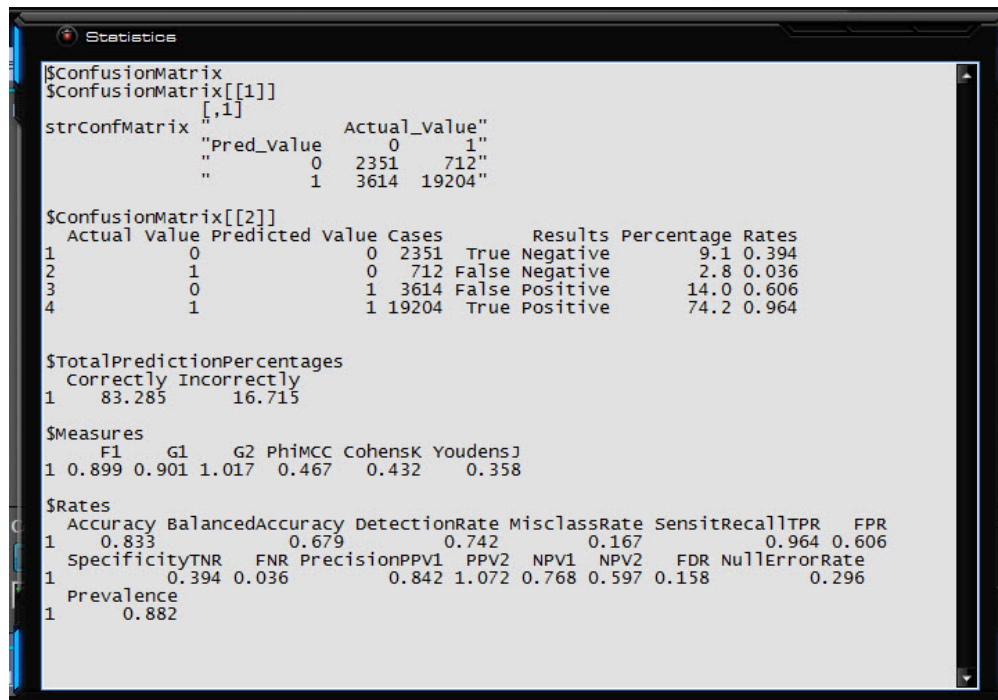 Statistics
$ConfusionMatrix
$ConfusionMatrix[[1]]
[,1]
strConfMatrix "          Actual_Value"
"Pred_Value      0      1"
"          0   2351    712"
"          1   3614  19204"
$ConfusionMatrix[[2]]
Actual Value Predicted Value Cases        Results Percentage Rates
1            0               0  2351  True Negative        9.1 0.394
2            1               0   712 False Negative        2.8 0.036
3            0               1  3614 False Positive       14.0 0.606
4            1               1 19204  True Positive       74.2 0.964
$TotalPredictionPercentages
Correctly Incorrectly
1    83.285      16.715
$Measures
F1    G1    G2 PhiMCC CohensK YoudensJ
1 0.899 0.901 1.017  0.467   0.432    0.358
$Rates
Accuracy BalancedAccuracy DetectionRate MisclassRate SensitRecallTPR   FPR
1    0.833            0.679         0.742        0.167           0.964 0.606
SpecificityTNR   FNR PrecisionPPV1  PPV2  NPV1  NPV2   FDR NullErrorRate
1          0.394 0.036         0.842 1.072 0.768 0.597 0.158         0.296
Prevalence
1      0.882